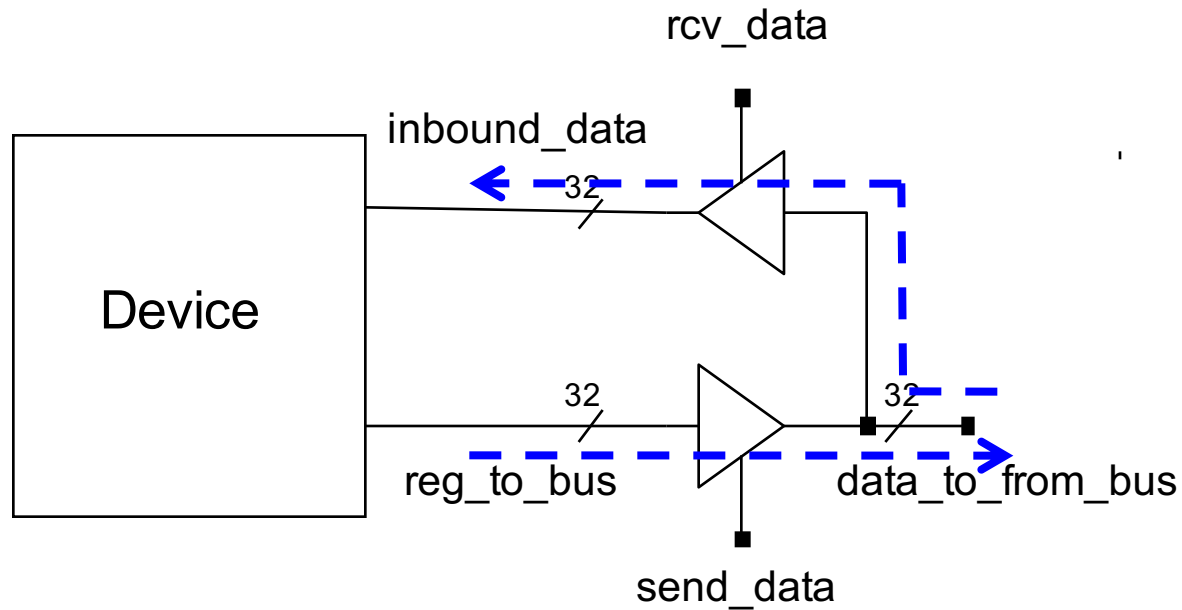 rcv_data
inbound_data
32
Device
32
32
reg_to_bus
data_to_from_bus
send_data